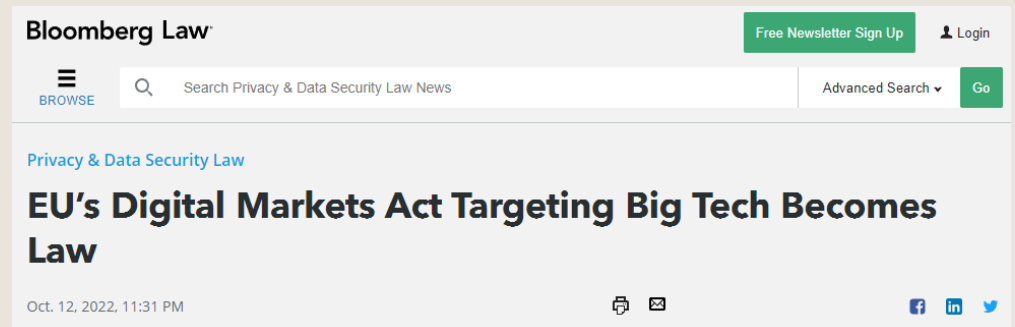 Bloomberg Law
Free Newsletter Sign Up
Login
BROWSE
Search Privacy & Data Security Law News
Advanced Search
Go
Privacy & Data Security Law
EU's Digital Markets Act Targeting Big Tech Becomes
Law
Oct. 12, 2022, 11:31 PM